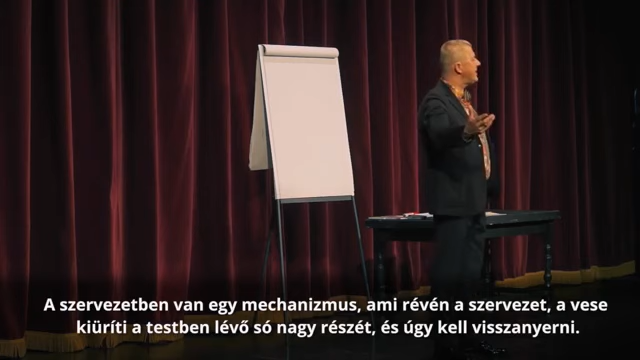 A szervezetben van egy mechanizmus, ami révén a szervezet, a vese
kiüríti a testben lévő só nagy részét, és úgy kell visszanyerni.